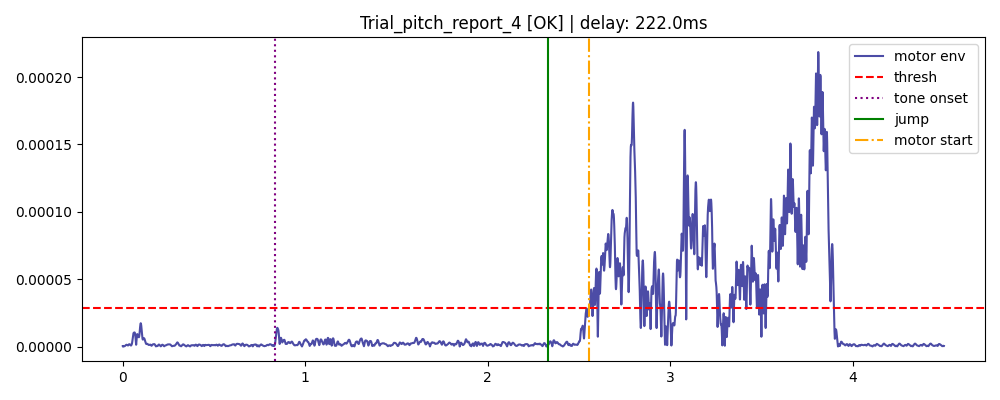 Trial_pitch_report_4 [OK] | delay: 222.0ms
motor env
thresh
tone onset
jump
motor start
0.00020
0.00015
0.00010
0.00005
0.00000
0 1 2 3 4